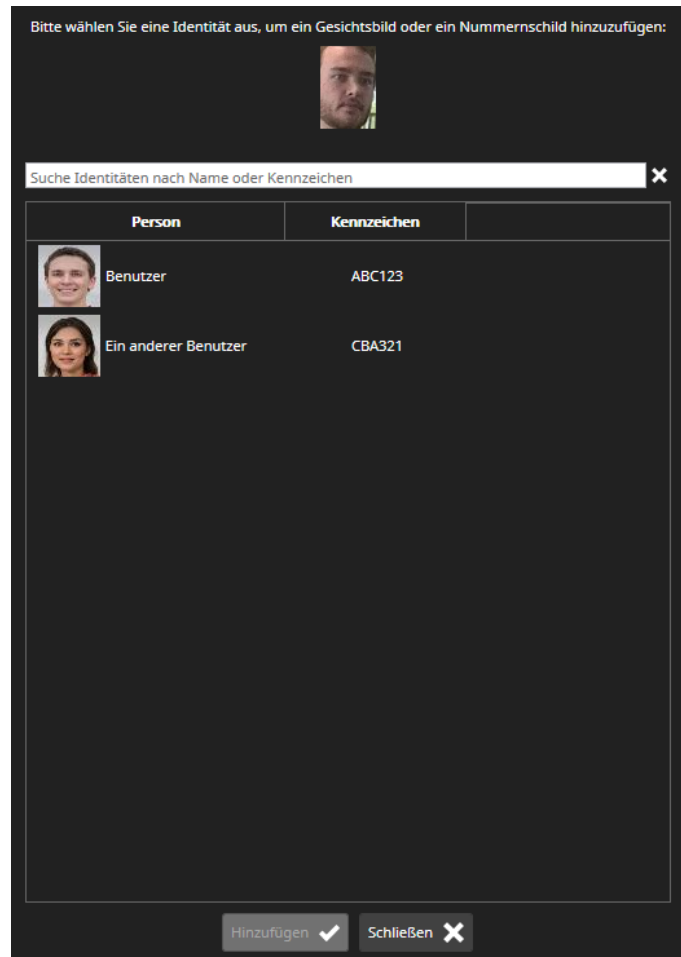 Bitte wählen Sie eine Identität aus, um ein Gesichtsbild oder ein Nummernschild hinzuzufügen:
Suche Identitäten nach Name oder Kennzeichen
Person Kennzeichen
Benutzer ABC123
Ein anderer Benutzer CBA321
Hinzufügen Schließen